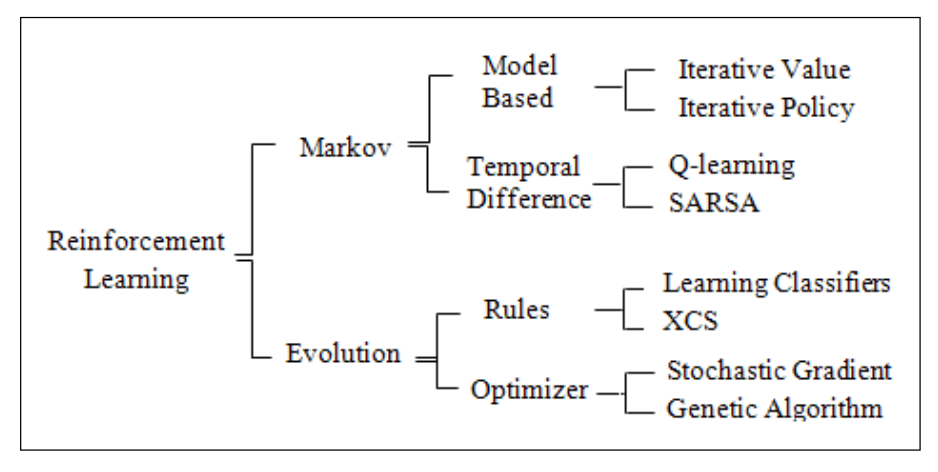 Model
Based
Iterative Value
Iterative Policy
Markov
Temporal
Difference
Q-learning
SARSA
Reinforcement
Learning
Rules
Learning Classifiers
XCS
Evolution
Optimizer
Stochastic Gradient
Genetic Algorithm